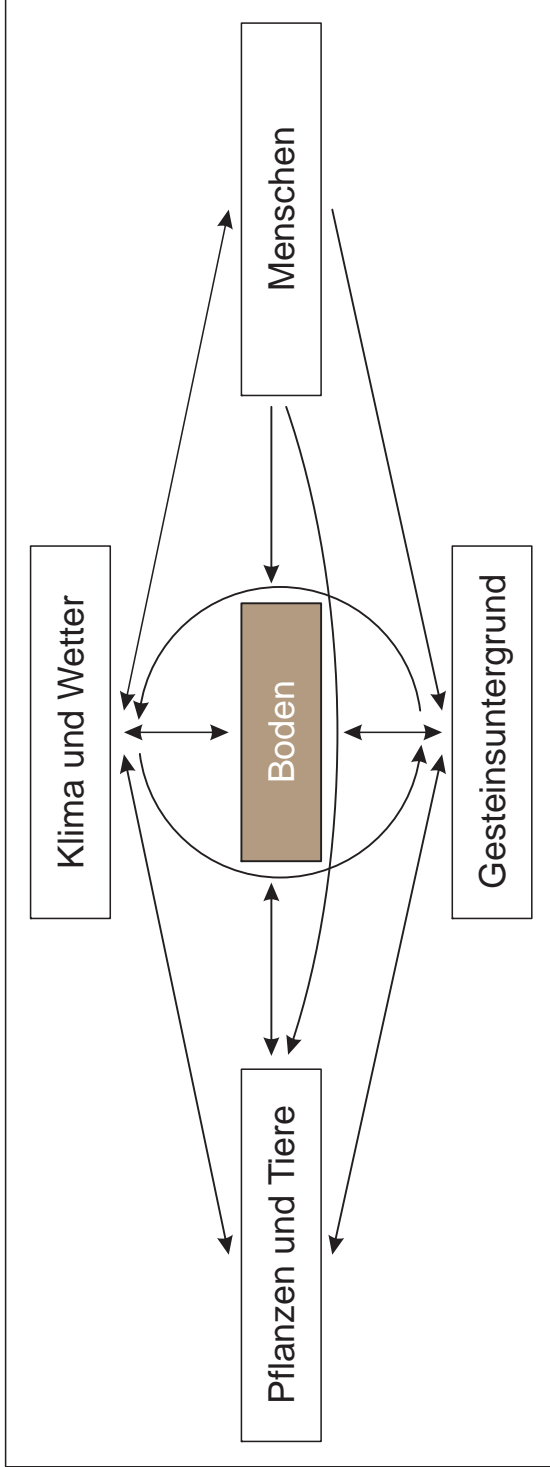 Klima und Wetter
Pflanzen und Tiere
Boden
Menschen
Gesteinsuntergrund